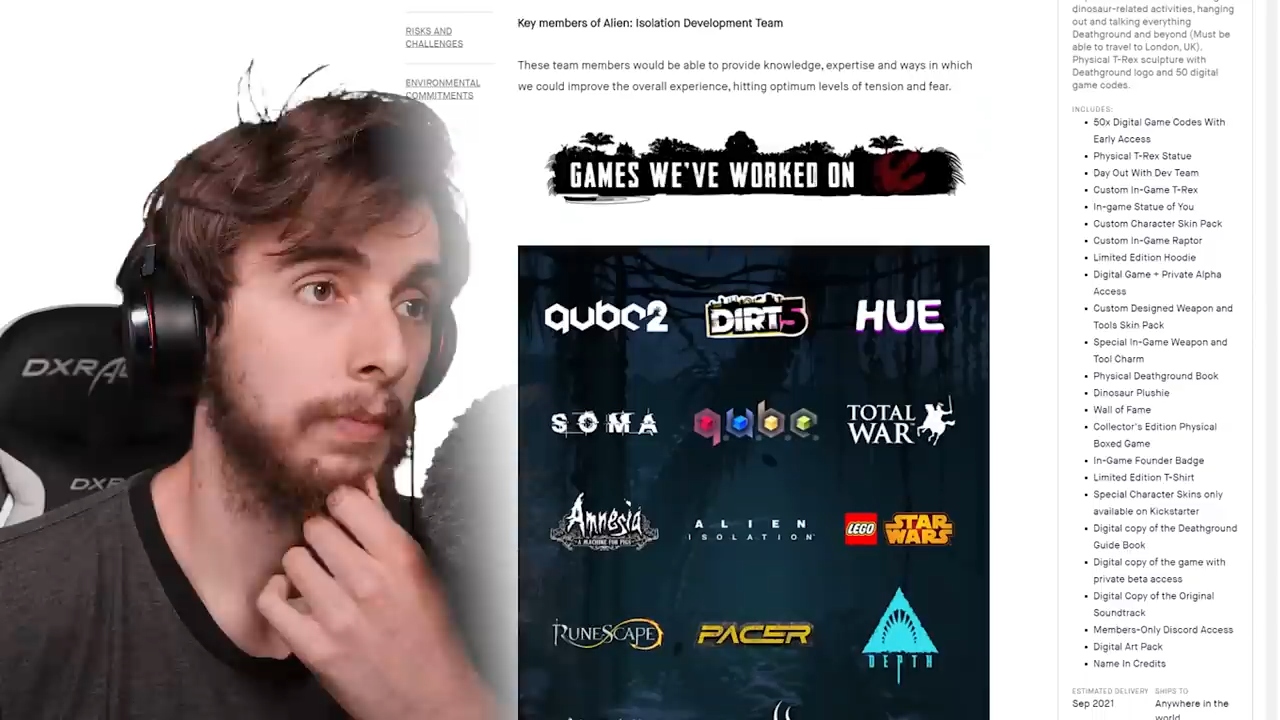 RISKS AND
CHALLENGES
ENVIRONMENTAL
COMMITMENTS
DXRA
DXR
Key members of Alien: Isolation Development Team
These team members would be able to provide knowledge, expertise and ways in which
we could improve the overall experience, hitting optimum levels of tension and fear.
GAMES WE'VE WORKED ON
qube2
DIRT5
HUE
SOMA
q.u.b.e.
TOTAL
WAR
Amnesia
A MACHINE FOR PIGS
ALIEN
ISOLATION
LEGO
STAR
WARS
RUNESCAPE
PACER
DEPTH
dinosaur-related activities, hanging
out and talking everything
Deathground and beyond (Must be
able to travel to London, UK).
Physical T-Rex sculpture with
Deathground logo and 50 digital
game codes.
INCLUDES:
• 50x Digital Game Codes With
Early Access
• Physical T-Rex Statue
• Day Out With Dev Team
• Custom In-Game T-Rex
• In-game Statue of You
• Custom Character Skin Pack
• Custom In-Game Raptor
• Limited Edition Hoodie
• Digital Game + Private Alpha
Access
• Custom Designed Weapon and
Tools Skin Pack
• Special In-Game Weapon and
Tool Charm
• Physical Deathground Book
• Dinosaur Plushie
• Wall of Fame
• Collector's Edition Physical
Boxed Game
• In-Game Founder Badge
• Limited Edition T-Shirt
• Special Character Skins only
available on Kickstarter
• Digital copy of the Deathground
Guide Book
• Digital copy of the game with
private beta access
• Digital Copy of the Original
Soundtrack
• Members-Only Discord Access
• Digital Art Pack
• Name In Credits
ESTIMATED DELIVERY
Sep 2021
SHIPS TO
Anywhere in the
world